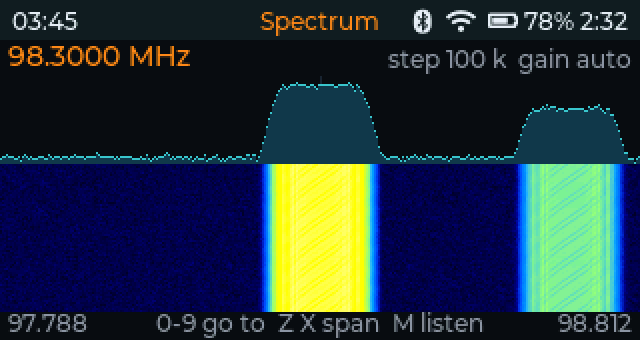 03:45 Spectrum 78% 2:32
98.3000 MHz step 100 k gain auto
97.788 0-9 go to Z X span M listen 98.812